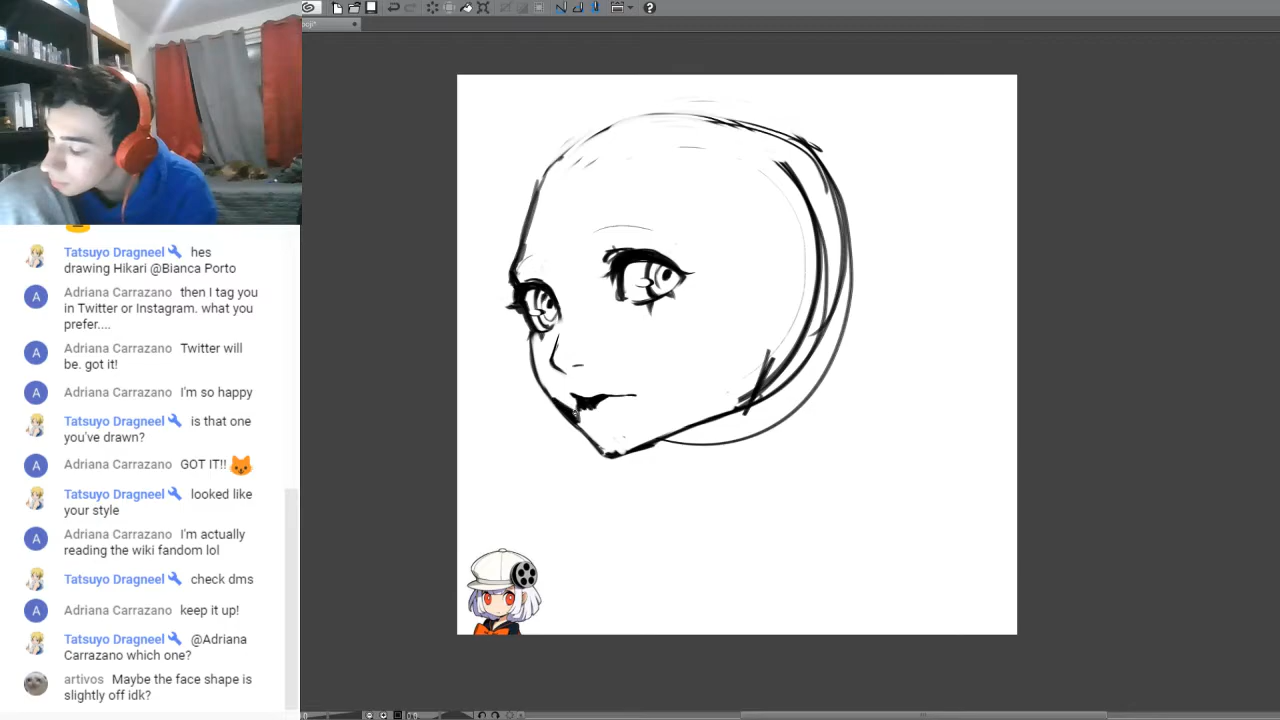 Tatsuyo Dragneel hes
drawing Hikari @Bianca Porto
Adriana Carrazano then I tag you
in Twitter or Instagram. what you
prefer....
Adriana Carrazano Twitter will
be. got it!
Adriana Carrazano I'm so happy
Tatsuyo Dragneel is that one
you've drawn?
Adriana Carrazano GOT IT!!
Tatsuyo Dragneel looked like
your style
Adriana Carrazano I'm actually
reading the wiki fandom lol
Tatsuyo Dragneel check dms
Adriana Carrazano keep it up!
Tatsuyo Dragneel @Adriana
Carrazano which one?
artivos Maybe the face shape is
slightly off idk?
A
A
A
A
A
A